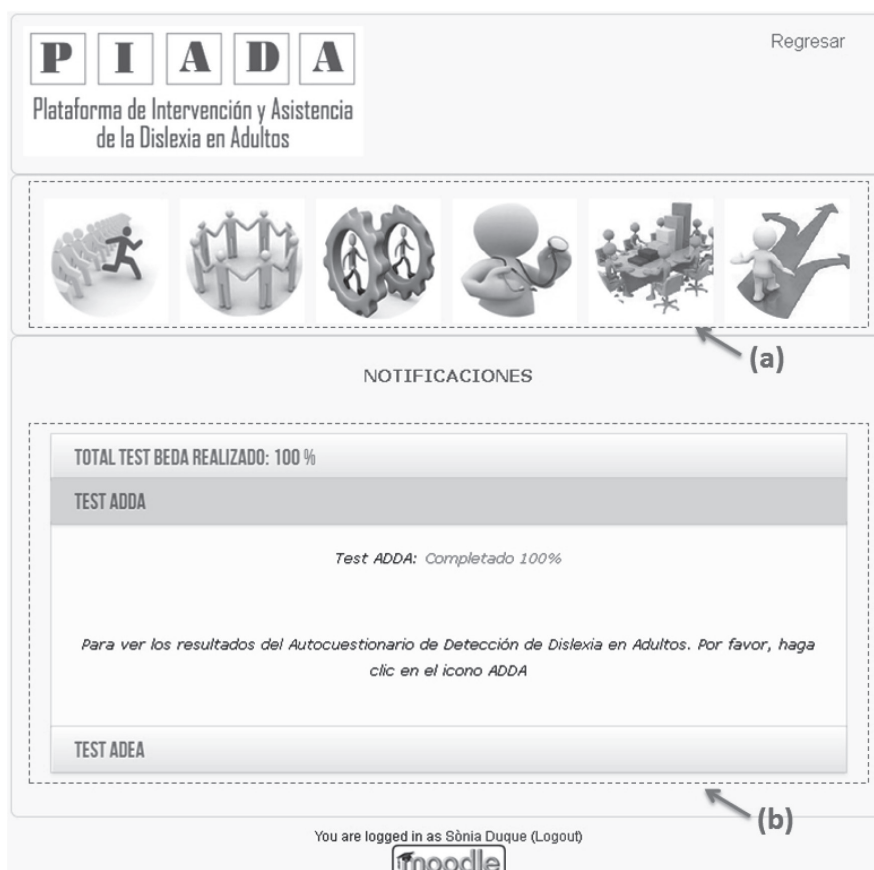 PIADA
Plataforma de Intervención y Asistencia
de la Dislexia en Adultos
Regresar
(a)
NOTIFICACIONES
TOTAL TEST BEDA REALIZADO: 100 %
TEST ADDA
Test ADDA: Completado 100%
Para ver los resultados del Autocuestionario de Detección de Dislexia en Adultos. Por favor, haga
clic en el icono ADDA
TEST ADEA
(b)
You are logged in as Sònia Duque (Logout)
moodle